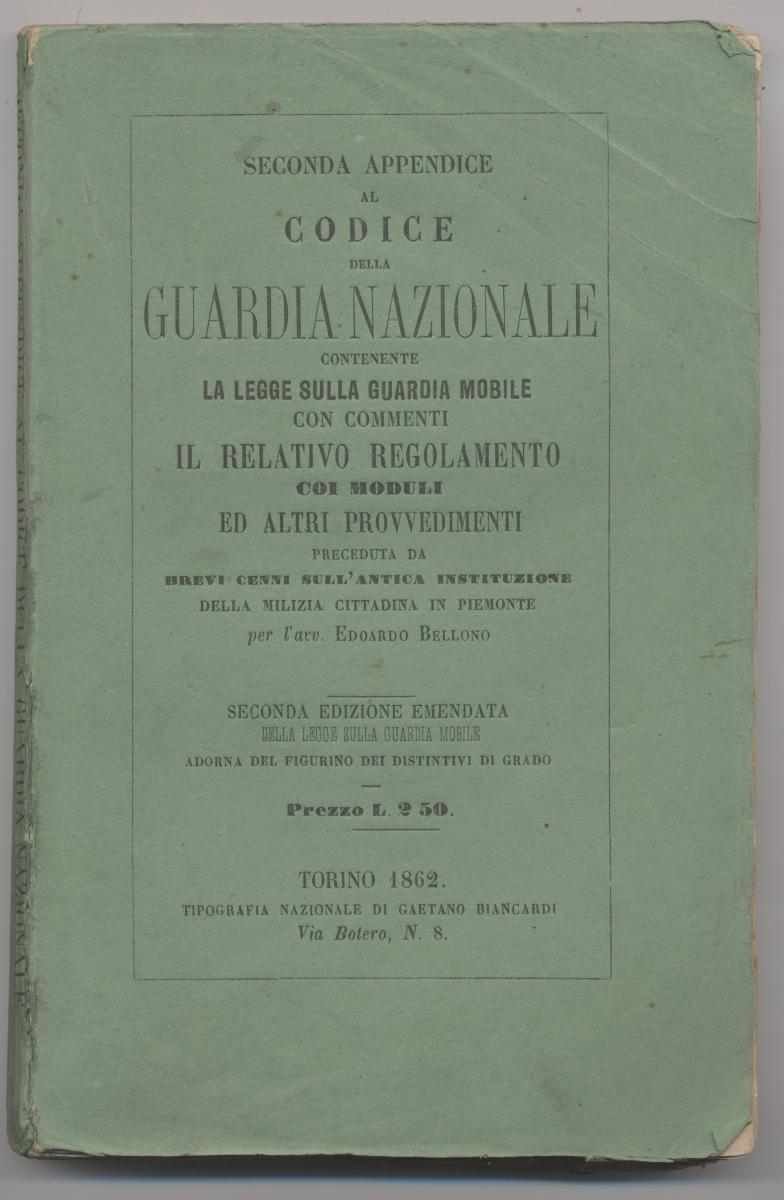 SECONDA APPENDICE
AL
CODICE
DELLA
GUARDIA NAZIONALE
CONTENENTE
LA LEGGE SULLA GUARDIA MOBILE
CON COMMENTI
IL RELATIVO REGOLAMENTO
COI MODULI
ED ALTRI PROVVEDIMENTI
PRECEDUTA DA
BREVI CENNI SULL'ANTICA INSTITUZIONE
DELLA MILIZIA CITTADINA IN PIEMONTE
per l'avv. EDOARDO BELLONO
SECONDA EDIZIONE EMENDATA
DELLA LEGGE SULLA GUARDIA MOBILE
ADORNA DEL FIGURINO DEI DISTINTIVI DI GRADO
Prezzo L. 2 50.
TORINO 1862.
TIPOGRAFIA NAZIONALE DI GAETANO BIANCARDI
Via Botero, N. 8.